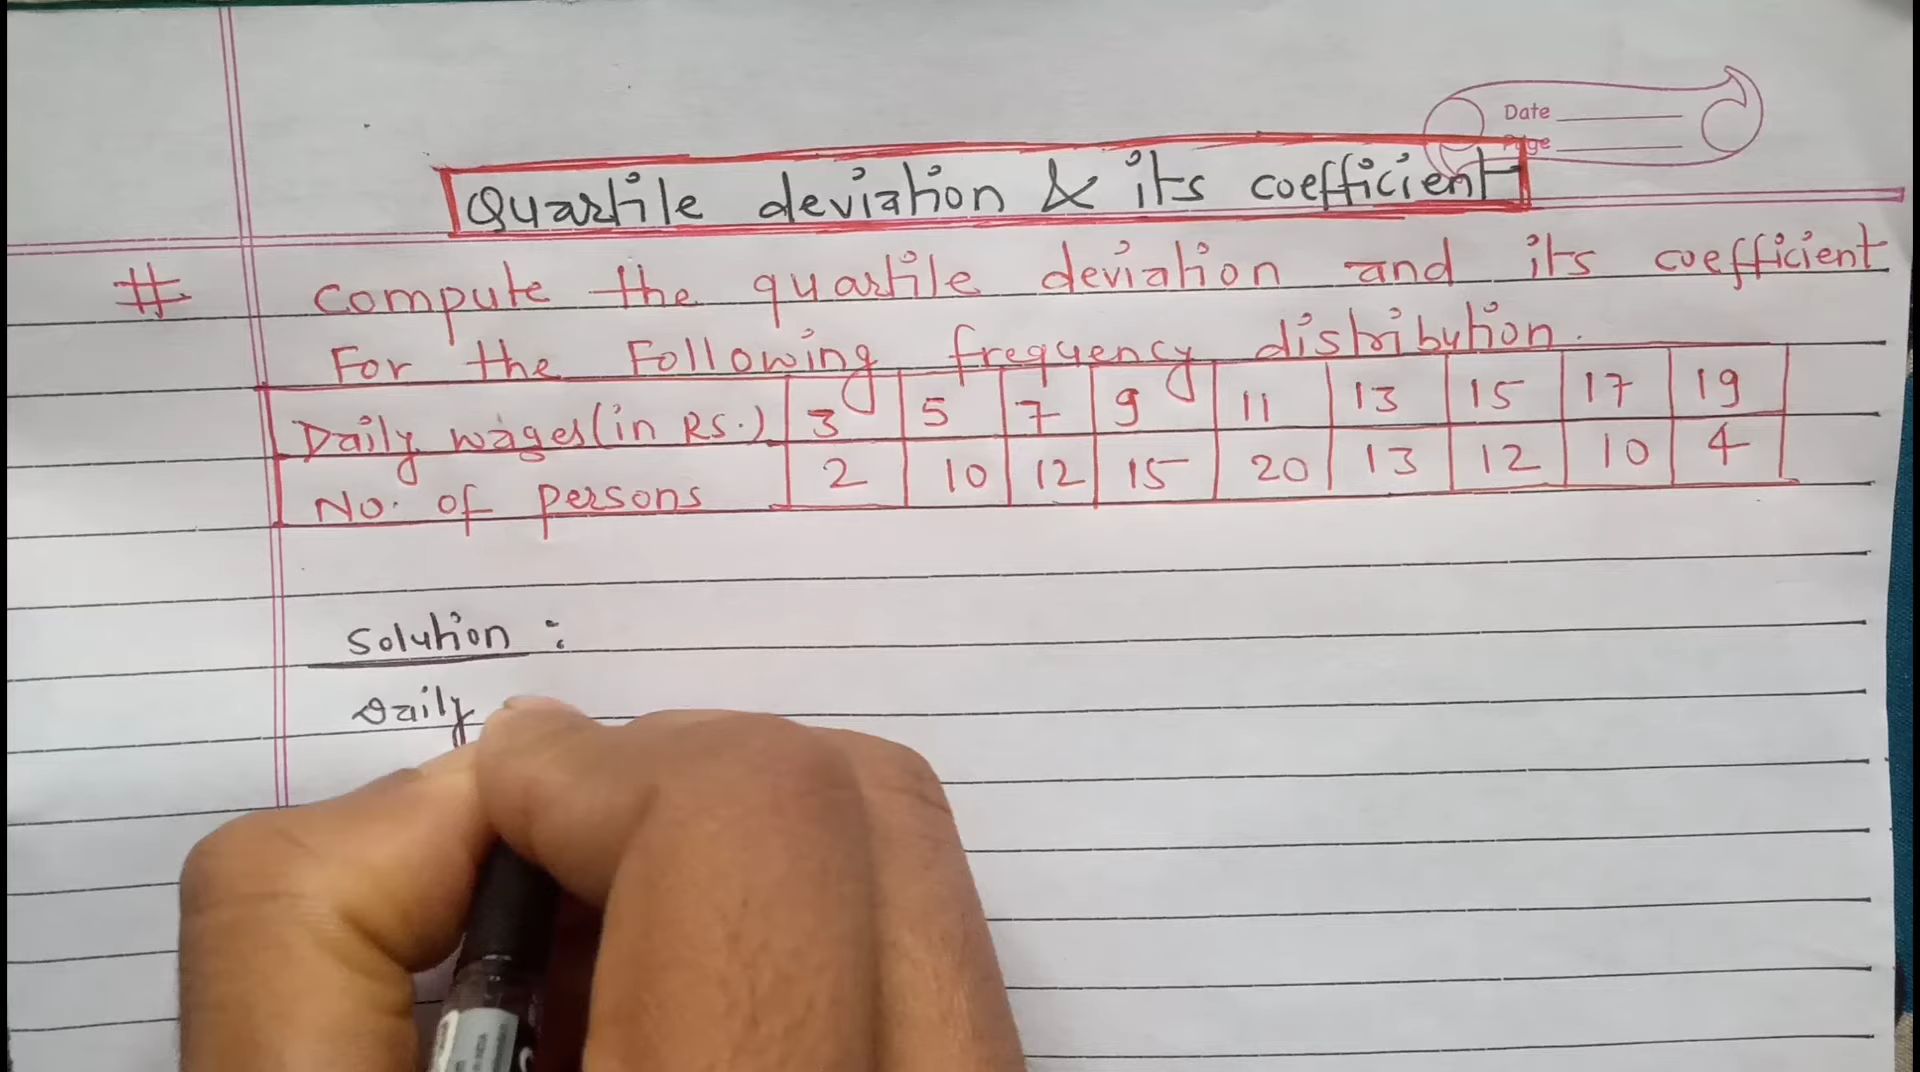 Date
Page
Quartile deviation & its coefficient
# Compute the quartile deviation and its coefficient
For the Following frequency distribution.
Daily wages (in RS.) 3 5 7 9 11 13 15 17 19
No. of persons 2 10 12 15 20 13 12 10 4
Solution :
Daily